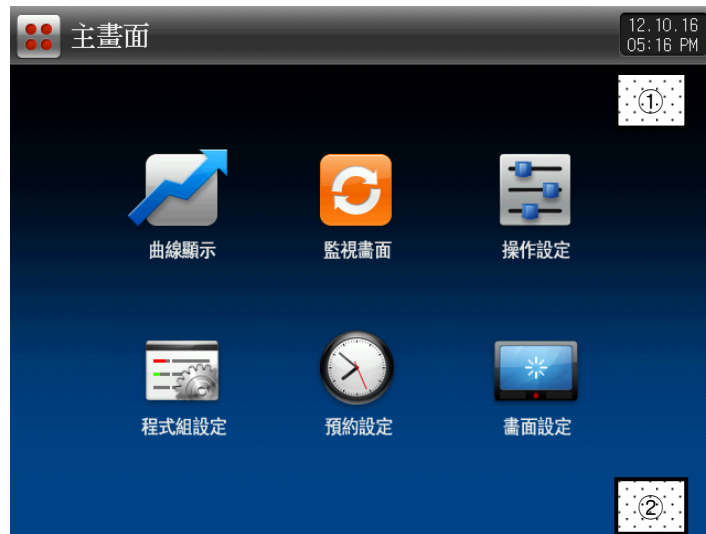 主畫面
12.10.16
05:16 PM
①
曲線顯示
監視畫面
操作設定
程式組設定
預約設定
畫面設定
②